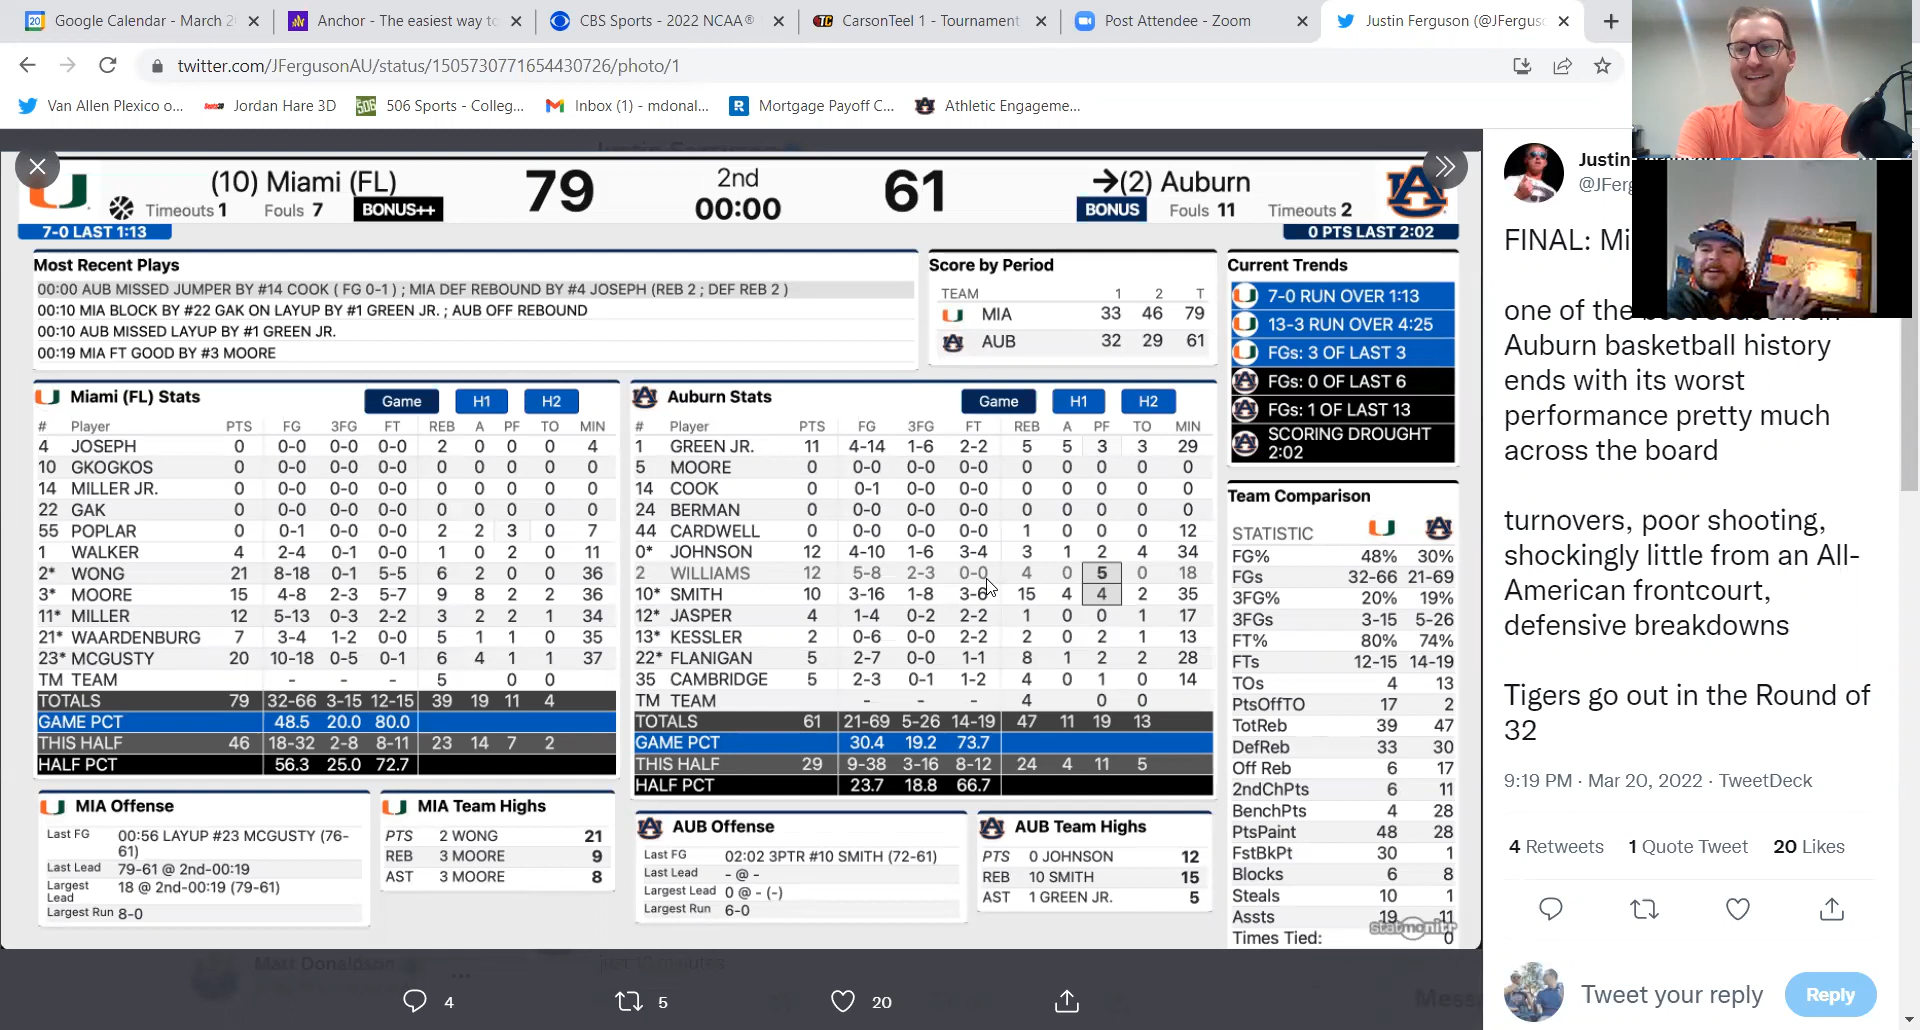 Google Calendar - March 2
Anchor - The easiest way to
CBS Sports - 2022 NCAA®
CarsonTeel 1 - Tournament
Post Attendee - Zoom
Justin Ferguson (@JFergus
twitter.com/JFergusonAU/status/1505730771654430726/photo/1
Van Allen Plexico o...
Jordan Hare 3D
506 Sports - Colleg...
Inbox (1) - mdonal...
Mortgage Payoff C...
Athletic Engageme...
(10) Miami (FL) 79 2nd 61 →(2) Auburn
Timeouts 1 Fouls 7 BONUS++ 00:00 BONUS Fouls 11 Timeouts 2
7-0 LAST 1:13
0 PTS LAST 2:02
Most Recent Plays
00:00 AUB MISSED JUMPER BY #14 COOK ( FG 0-1 ) ; MIA DEF REBOUND BY #4 JOSEPH (REB 2 ; DEF REB 2 )
00:10 MIA BLOCK BY #22 GAK ON LAYUP BY #1 GREEN JR. ; AUB OFF REBOUND
00:10 AUB MISSED LAYUP BY #1 GREEN JR.
00:19 MIA FT GOOD BY #3 MOORE
Score by Period
TEAM 1 2 T
MIA 33 46 79
AUB 32 29 61
Current Trends
7-0 RUN OVER 1:13
13-3 RUN OVER 4:25
FGs: 3 OF LAST 3
FGs: 0 OF LAST 6
FGs: 1 OF LAST 13
SCORING DROUGHT
2:02
Miami (FL) Stats Game H1 H2
# Player PTS FG 3FG FT REB A PF TO MIN
4 JOSEPH 0 0-0 0-0 0-0 2 0 0 0 4
10 GKOGKOS 0 0-0 0-0 0-0 0 0 0 0 0
14 MILLER JR. 0 0-0 0-0 0-0 0 0 0 0 0
22 GAK 0 0-0 0-0 0-0 0 0 0 0 0
55 POPLAR 0 0-1 0-0 0-0 2 2 3 0 7
1 WALKER 4 2-4 0-1 0-0 1 0 2 0 11
2* WONG 21 8-18 0-1 5-5 6 2 0 0 36
3* MOORE 15 4-8 2-3 5-7 9 8 2 2 36
11* MILLER 12 5-13 0-3 2-2 3 2 2 1 34
21* WAARDENBURG 7 3-4 1-2 0-0 5 1 1 0 35
23* MCGUSTY 20 10-18 0-5 0-1 6 4 1 1 37
TM TEAM - - - 5 0 0
TOTALS 79 32-66 3-15 12-15 39 19 11 4
GAME PCT 48.5 20.0 80.0
THIS HALF 46 18-32 2-8 8-11 23 14 7 2
HALF PCT 56.3 25.0 72.7
Auburn Stats Game H1 H2
# Player PTS FG 3FG FT REB A PF TO MIN
1 GREEN JR. 11 4-14 1-6 2-2 5 5 3 3 29
5 MOORE 0 0-0 0-0 0-0 0 0 0 0 0
14 COOK 0 0-1 0-0 0-0 0 0 0 0 0
24 BERMAN 0 0-0 0-0 0-0 0 0 0 0 0
44 CARDWELL 0 0-0 0-0 0-0 1 0 0 0 12
0* JOHNSON 12 4-10 1-6 3-4 3 1 2 4 34
2 WILLIAMS 12 5-8 2-3 0-0 4 0 5 0 18
10* SMITH 10 3-16 1-8 3-6 15 4 4 2 35
12* JASPER 4 1-4 0-2 2-2 1 0 0 1 17
13* KESSLER 2 0-6 0-0 2-2 2 0 2 1 13
22* FLANIGAN 5 2-7 0-0 1-1 8 1 2 2 28
35 CAMBRIDGE 5 2-3 0-1 1-2 4 0 1 0 14
TM TEAM - - - 4 0 0
TOTALS 61 21-69 5-26 14-19 47 11 19 13
GAME PCT 30.4 19.2 73.7
THIS HALF 29 9-38 3-16 8-12 24 4 11 5
HALF PCT 23.7 18.8 66.7
Team Comparison
STATISTIC
FG% 48% 30%
FGs 32-66 21-69
3FG% 20% 19%
3FGs 3-15 5-26
FT% 80% 74%
FTs 12-15 14-19
TOs 4 13
PtsOffTO 17 2
TotReb 39 47
DefReb 33 30
Off Reb 6 17
2ndChPts 6 11
BenchPts 4 28
PtsPaint 48 28
FstBkPt 30 1
Blocks 6 8
Steals 10 1
Assts 19 11
Times Tied: 0
statmonitr
MIA Offense
Last FG 00:56 LAYUP #23 MCGUSTY (76-
61)
Last Lead 79-61 @ 2nd-00:19
Largest Lead 18 @ 2nd-00:19 (79-61)
Largest Run 8-0
MIA Team Highs
PTS 2 WONG 21
REB 3 MOORE 9
AST 3 MOORE 8
AUB Offense
Last FG 02:02 3PTR #10 SMITH (72-61)
Last Lead - @ -
Largest Lead 0 @ - (-)
Largest Run 6-0
AUB Team Highs
PTS 0 JOHNSON 12
REB 10 SMITH 15
AST 1 GREEN JR. 5
Matt Donaldson
4 5 20
Justin
@JFerg
FINAL: Mi
one of the best seasons in
Auburn basketball history
ends with its worst
performance pretty much
across the board
turnovers, poor shooting,
shockingly little from an All-
American frontcourt,
defensive breakdowns
Tigers go out in the Round of
32
9:19 PM · Mar 20, 2022 · TweetDeck
4 Retweets 1 Quote Tweet 20 Likes
Tweet your reply
Reply